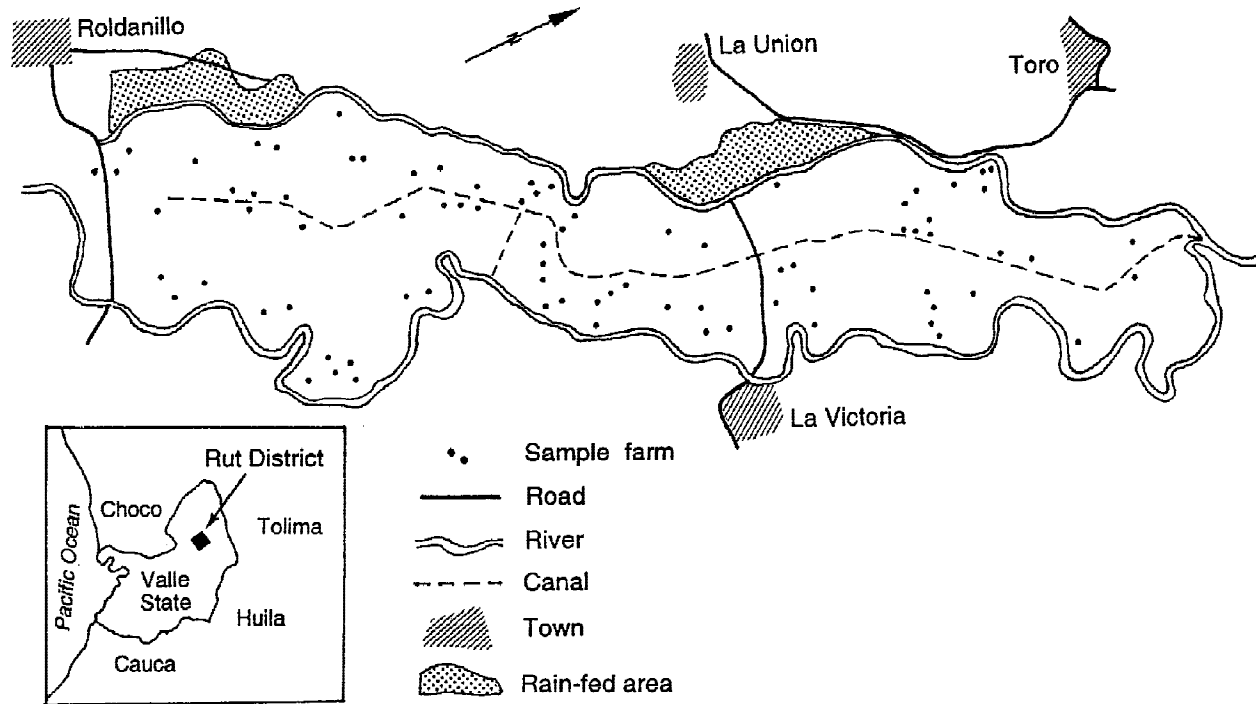 Roldanillo
La Union
Toro
La Victoria
Rut District
Choco
Tolima
Pacific Ocean
Valle
State
Huila
Cauca
Sample farm
Road
River
Canal
Town
Rain-fed area